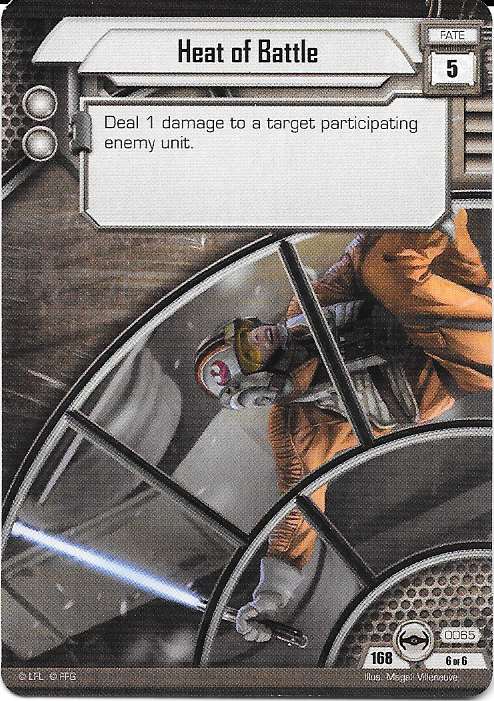 Heat of Battle
FATE
5
Deal 1 damage to a target participating
enemy unit.
0065
168
6 OF 6
© LFL © FFG
Illus. Magali Villeneuve